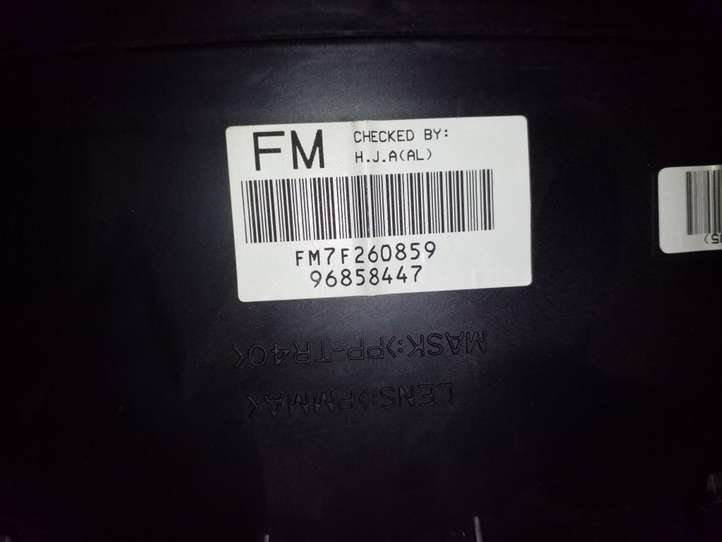 FM
CHECKED BY:
H.J.A(AL)
FM7F260859
96858447
MASK:>PP-TR40<
LENS:>PMMA<